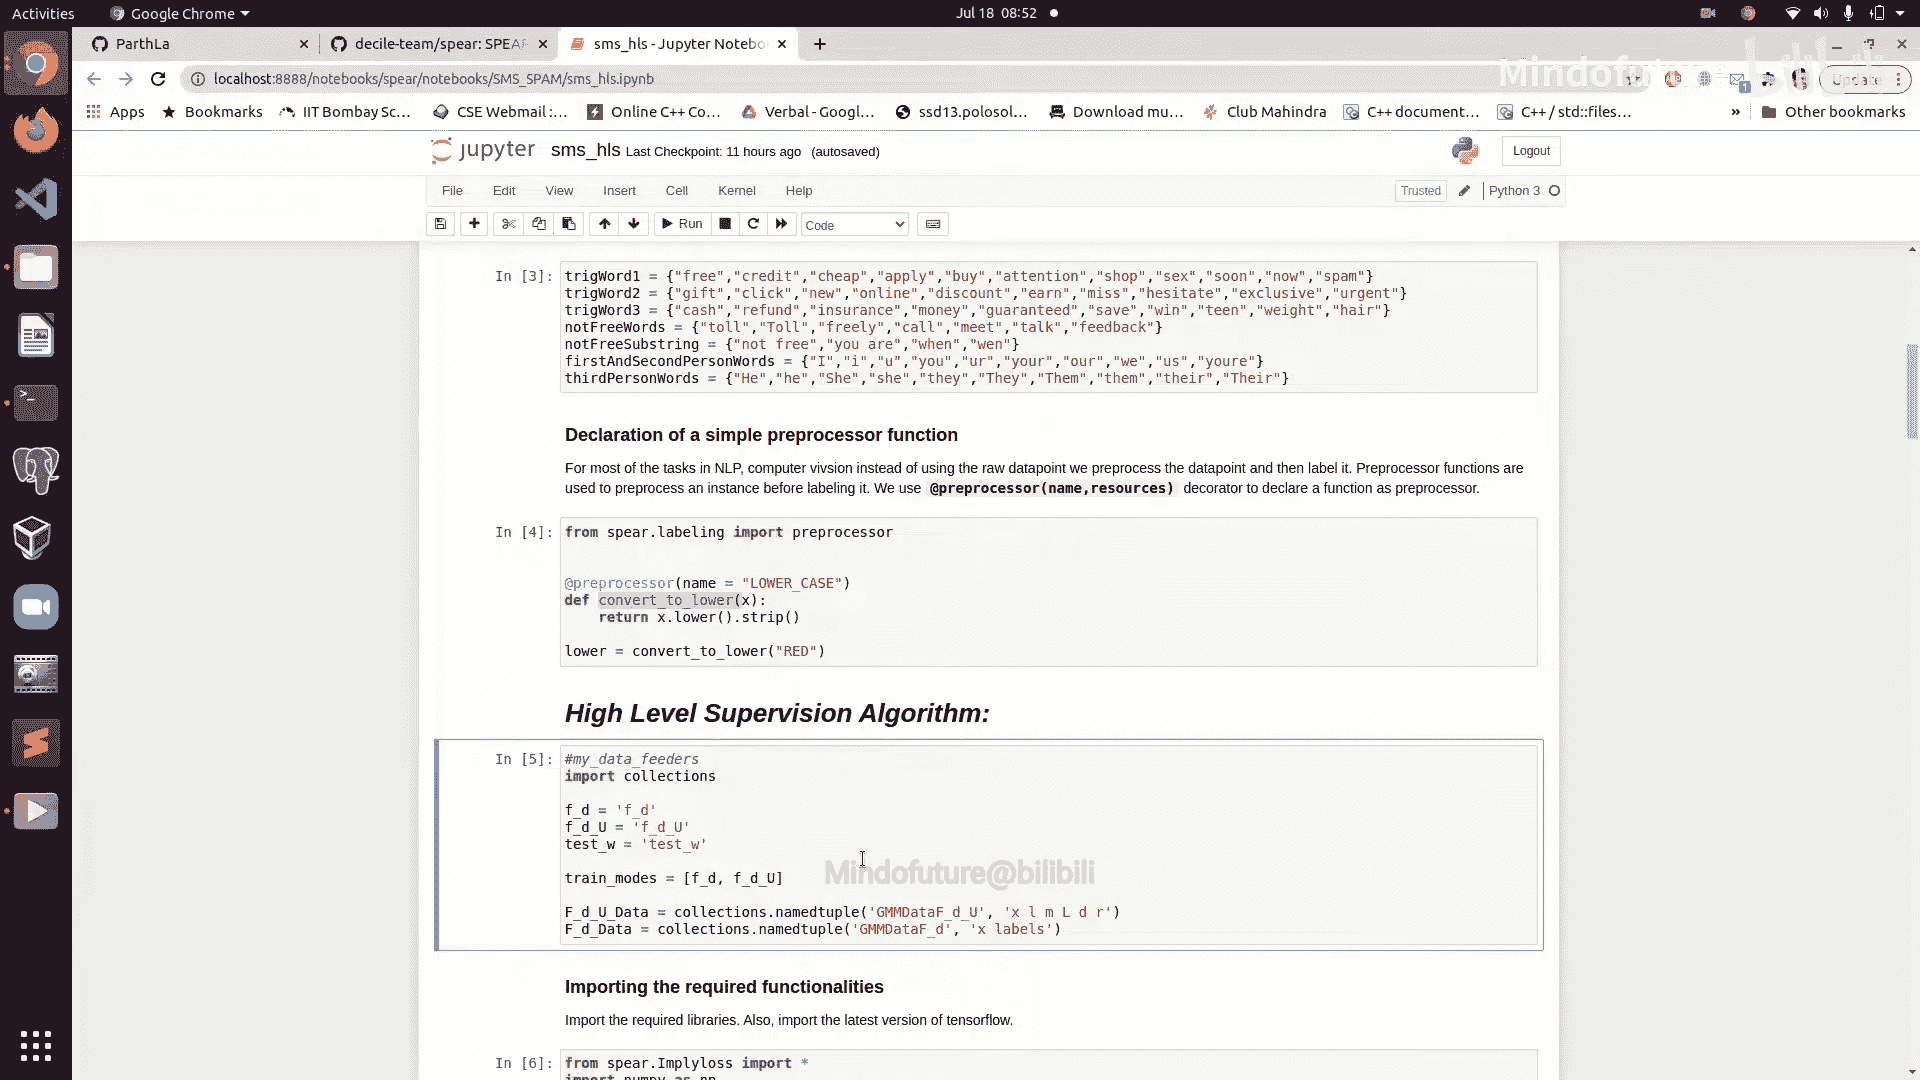 Activities
Google Chrome
Jul 18 08:52
ParthLa
decile-team/spear: SPEA
sms_hls - Jupyter Notebo
localhost:8888/notebooks/spear/notebooks/SMS_SPAM/sms_hls.ipynb
Update
Apps
Bookmarks
IIT Bombay Sc...
CSE Webmail :...
Online C++ Co...
Verbal - Googl...
ssd13.polosol...
Download mu...
Club Mahindra
C++ document...
C++ / std::files...
»
Other bookmarks
jupyter
sms_hls Last Checkpoint: 11 hours ago (autosaved)
Logout
File Edit View Insert Cell Kernel Help
Trusted
Python 3
Run
Code
In [3]:
trigWord1 = {"free","credit","cheap","apply","buy","attention","shop","sex","soon","now","spam"}
trigWord2 = {"gift","click","new","online","discount","earn","miss","hesitate","exclusive","urgent"}
trigWord3 = {"cash","refund","insurance","money","guaranteed","save","win","teen","weight","hair"}
notFreeWords = {"toll","Toll","freely","call","meet","talk","feedback"}
notFreeSubstring = {"not free","you are","when","wen"}
firstAndSecondPersonWords = {"I","i","u","you","ur","your","our","we","us","youre"}
thirdPersonWords = {"He","he","She","she","they","They","Them","them","their","Their"}
Declaration of a simple preprocessor function
For most of the tasks in NLP, computer vivsion instead of using the raw datapoint we preprocess the datapoint and then label it. Preprocessor functions are
used to preprocess an instance before labeling it. We use @preprocessor(name,resources) decorator to declare a function as preprocessor.
In [4]:
from spear.labeling import preprocessor
@preprocessor(name = "LOWER_CASE")
def convert_to_lower(x):
return x.lower().strip()
lower = convert_to_lower("RED")
High Level Supervision Algorithm:
In [5]:
#my_data_feeders
import collections
f_d = 'f_d'
f_d_U = 'f_d_U'
test_w = 'test_w'
train_modes = [f_d, f_d_U]
F_d_U_Data = collections.namedtuple('GMMDataF_d_U', 'x l m L d r')
F_d_Data = collections.namedtuple('GMMDataF_d', 'x labels')
Mindofuture@bilibili
Importing the required functionalities
Import the required libraries. Also, import the latest version of tensorflow.
In [6]:
from spear.Implyloss import *
import numpy as np